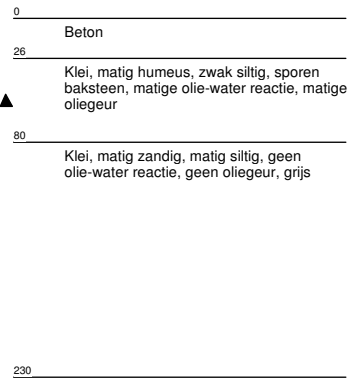 0
Beton
26
Klei, matig humeus, zwak siltig, sporen
baksteen, matige olie-water reactie, matige
oliegeur
80
Klei, matig zandig, matig siltig, geen
olie-water reactie, geen oliegeur, grijs
230